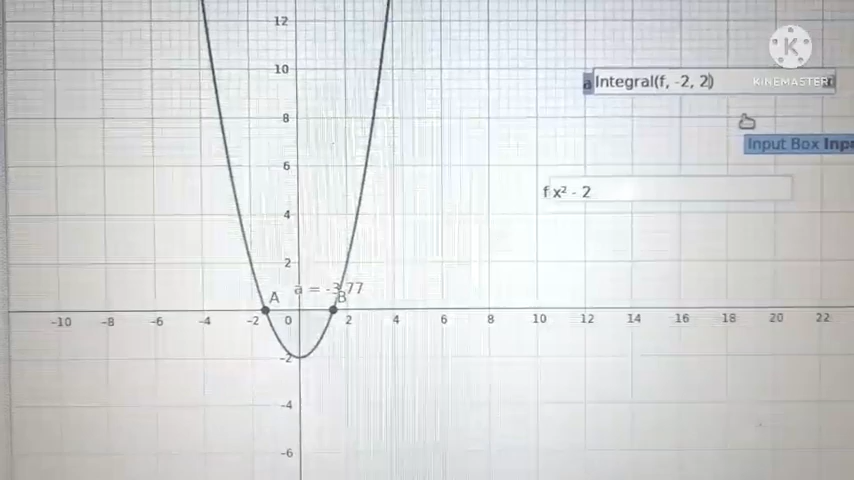 12
10
K
a Integral(f, -2, 2)
KINEMASTER
8
Input Box Inp
6
f x² - 2
4
2
a = -3.77
A
B
-10 -8 -6 -4 -2 0 2 4 6 8 10 12 14 16 18 20 22
-2
-4
-6